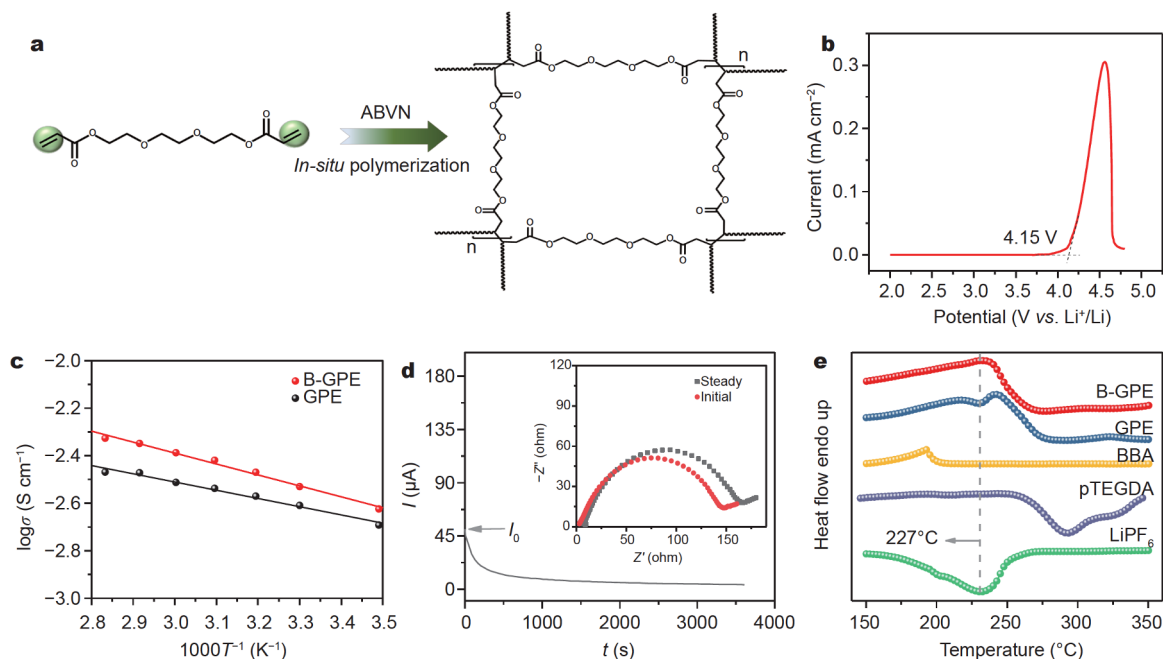 a
ABVN
In-situ polymerization
O
O
O
O
O
O
n
n
b
Current (mA cm⁻²)
0.3
0.2
0.1
0.0
4.15 V
2.0 2.5 3.0 3.5 4.0 4.5 5.0
Potential (V vs. Li⁺/Li)
c
logσ (S cm⁻¹)
−2.0
−2.2
−2.4
−2.6
−2.8
−3.0
B-GPE
GPE
2.8 2.9 3.0 3.1 3.2 3.3 3.4 3.5
1000T⁻¹ (K⁻¹)
d
I (μA)
180
135
90
45
0
I₀
0 1000 2000 3000 4000
t (s)
−Z″ (ohm)
120
90
60
30
0
Steady
Initial
0 50 100 150
Z′ (ohm)
e
Heat flow endo up
B-GPE
GPE
BBA
pTEGDA
LiPF₆
227°C
150 200 250 300 350
Temperature (°C)